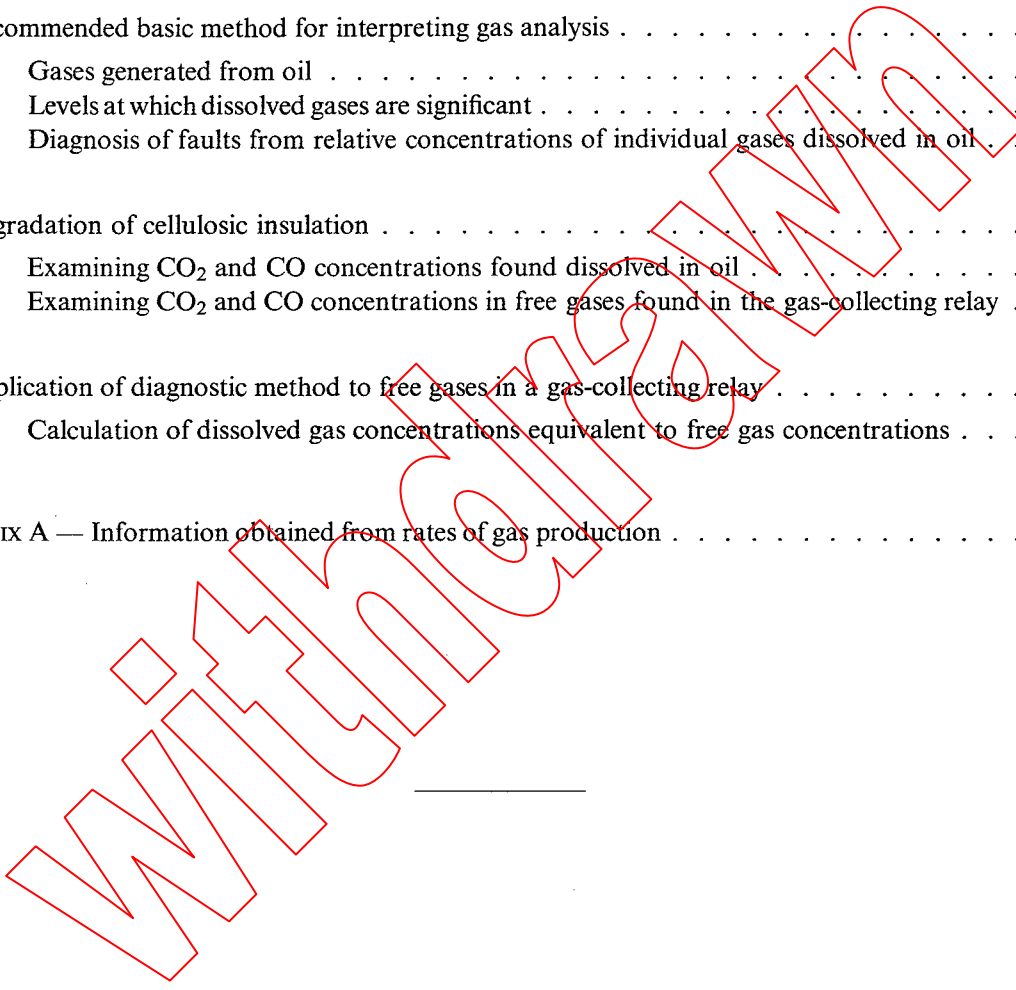 commended basic method for interpreting gas analysis . . . . . . . . . . . . . . . .
Gases generated from oil . . . . . . . . . . . . . . . . . . . . . . . . . . .
Levels at which dissolved gases are significant . . . . . . . . . . . . . . . . . . .
Diagnosis of faults from relative concentrations of individual gases dissolved in oil . .
gradation of cellulosic insulation . . . . . . . . . . . . . . . . . . . . . . . . .
Examining CO₂ and CO concentrations found dissolved in oil . . . . . . . . . . .
Examining CO₂ and CO concentrations in free gases found in the gas-collecting relay .
plication of diagnostic method to free gases in a gas-collecting relay . . . . . . . . . .
Calculation of dissolved gas concentrations equivalent to free gas concentrations . . .
IX A — Information obtained from rates of gas production . . . . . . . . . . . . . .
withdrawn